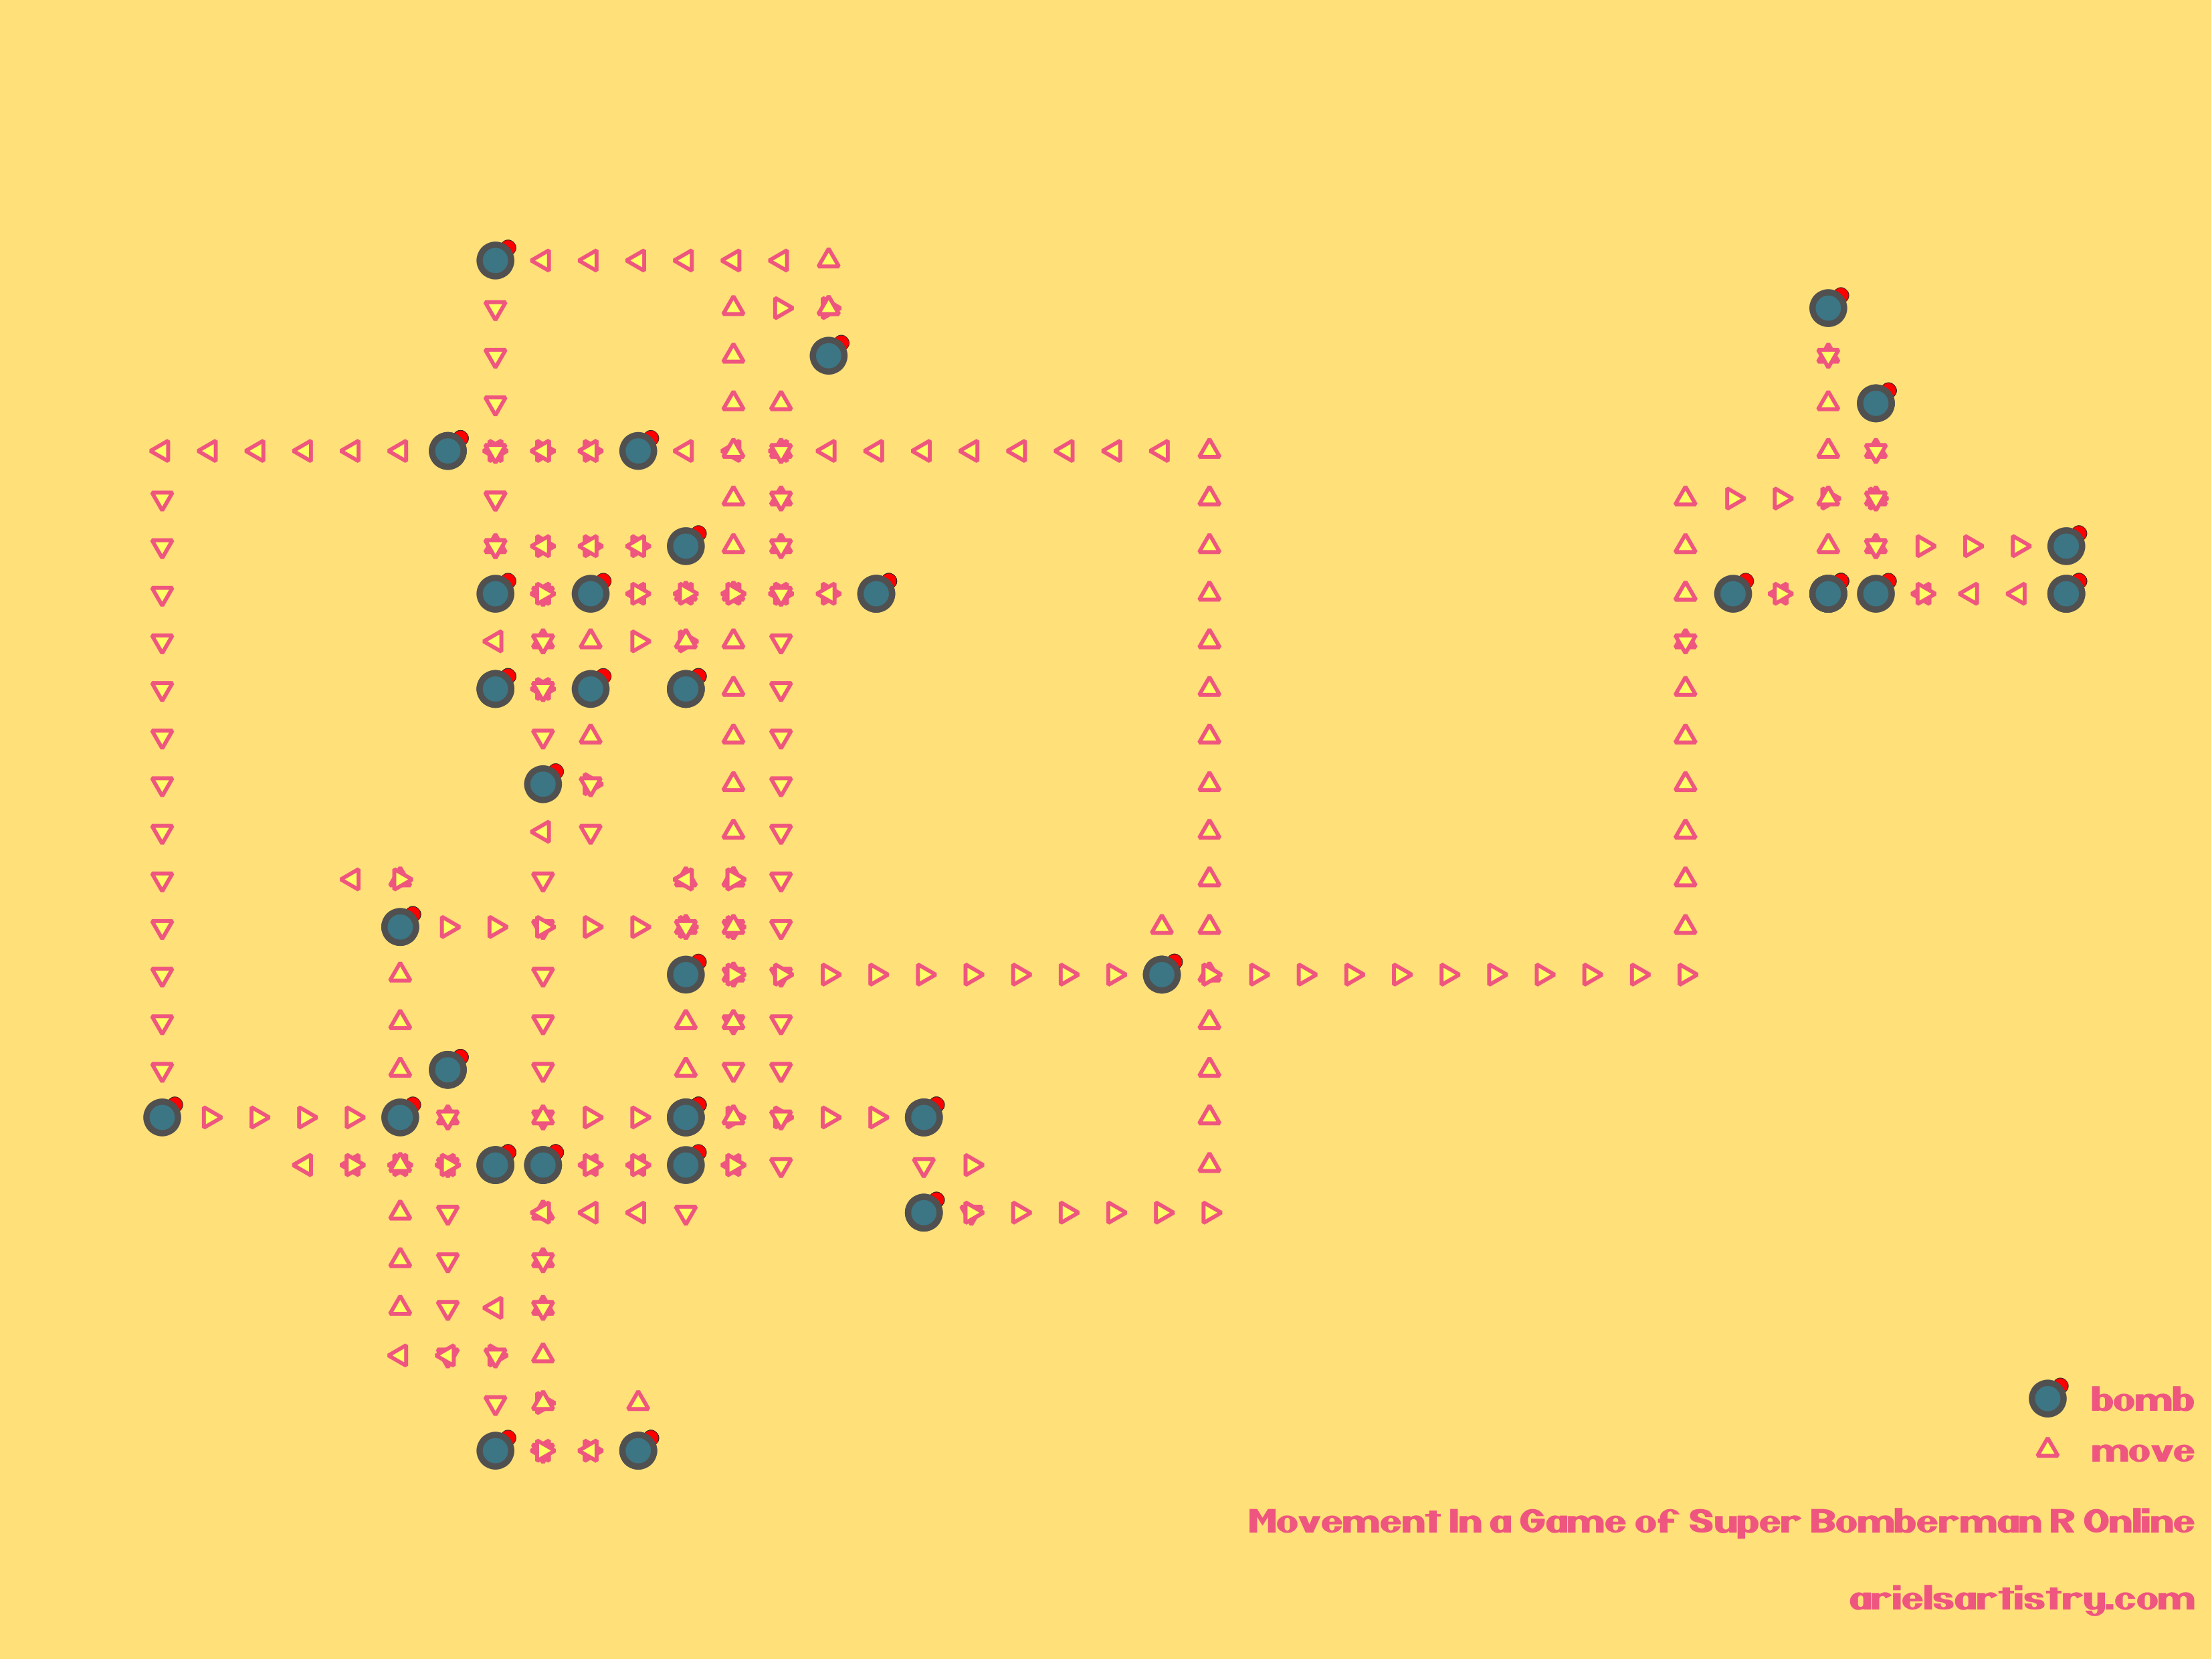 bomb
move
Movement In a Game of Super Bomberman R Online
arielsartistry.com